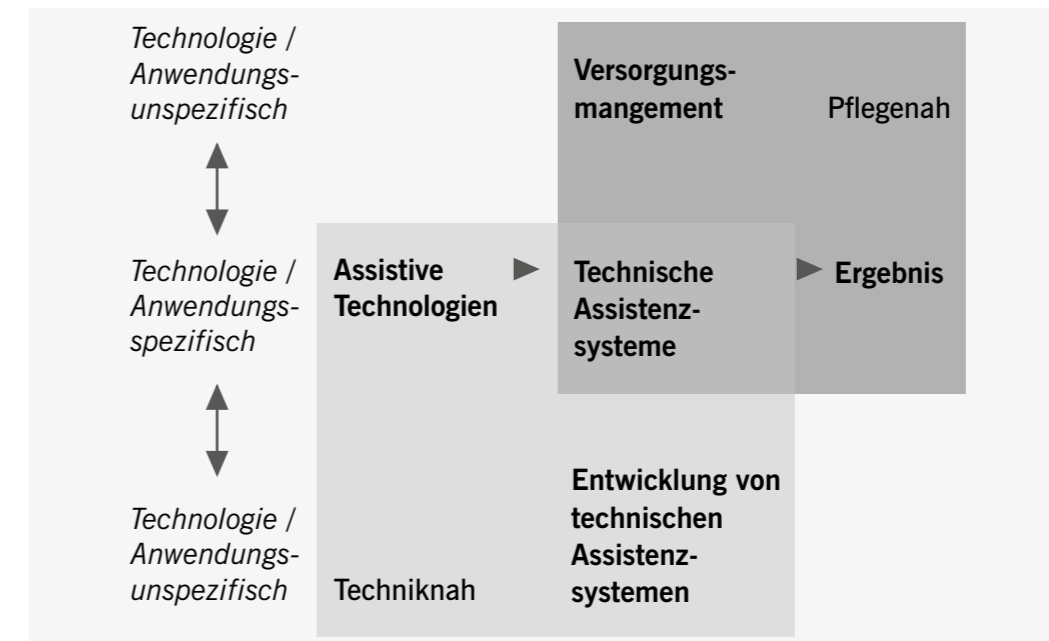 Technologie /
Anwendungs-
unspezifisch
Versorgungs-
mangement
Pflegenah
Technologie /
Anwendungs-
spezifisch
Assistive
Technologien
Technische
Assistenz-
systeme
Ergebnis
Technologie /
Anwendungs-
unspezifisch
Techniknah
Entwicklung von
technischen
Assistenz-
systemen